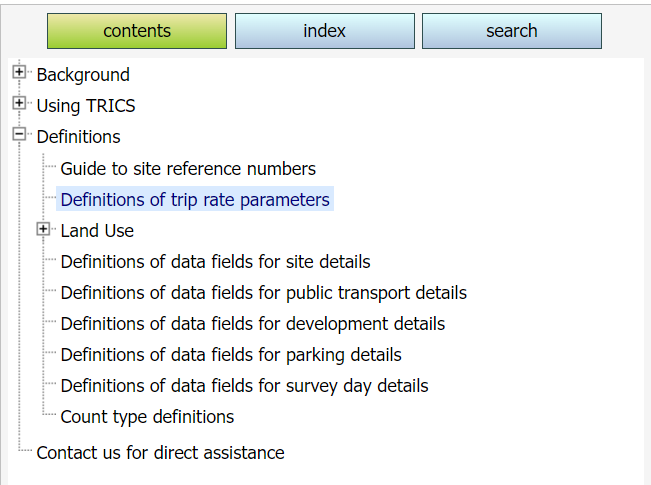 contents index search
Background
Using TRICS
Definitions
Guide to site reference numbers
Definitions of trip rate parameters
Land Use
Definitions of data fields for site details
Definitions of data fields for public transport details
Definitions of data fields for development details
Definitions of data fields for parking details
Definitions of data fields for survey day details
Count type definitions
Contact us for direct assistance